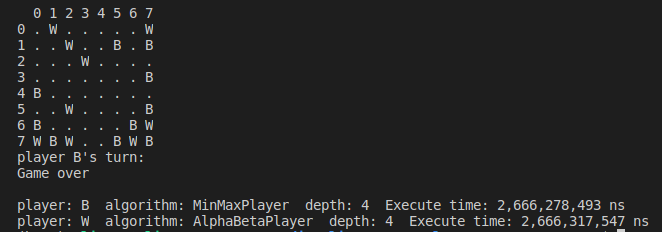 0 1 2 3 4 5 6 7
0 . W . . . . . W
1 . . W . . B . B
2 . . . W . . . .
3 . . . . . . . B
4 B . . . . . . .
5 . . W . . . . B
6 B . . . . . B W
7 W B W . . B W B
player B's turn:
Game over

player: B  algorithm: MinMaxPlayer  depth: 4  Execute time: 2,666,278,493 ns
player: W  algorithm: AlphaBetaPlayer  depth: 4  Execute time: 2,666,317,547 ns